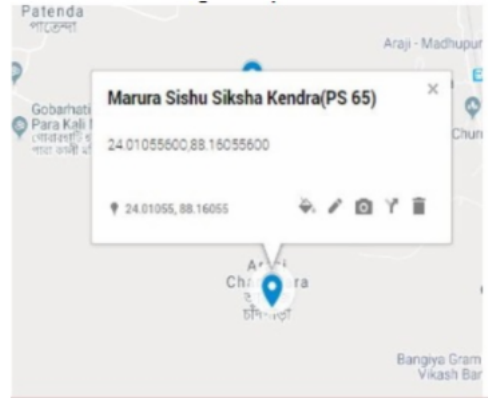 Patenda
Araji - Madhupur
Marura Sishu Siksha Kendra(PS 65)
24.01055600,88.16055600
24.01055, 88.16055
Gobarhati
Para Kali
Chur
Bangiya Gram
Vikash Bar